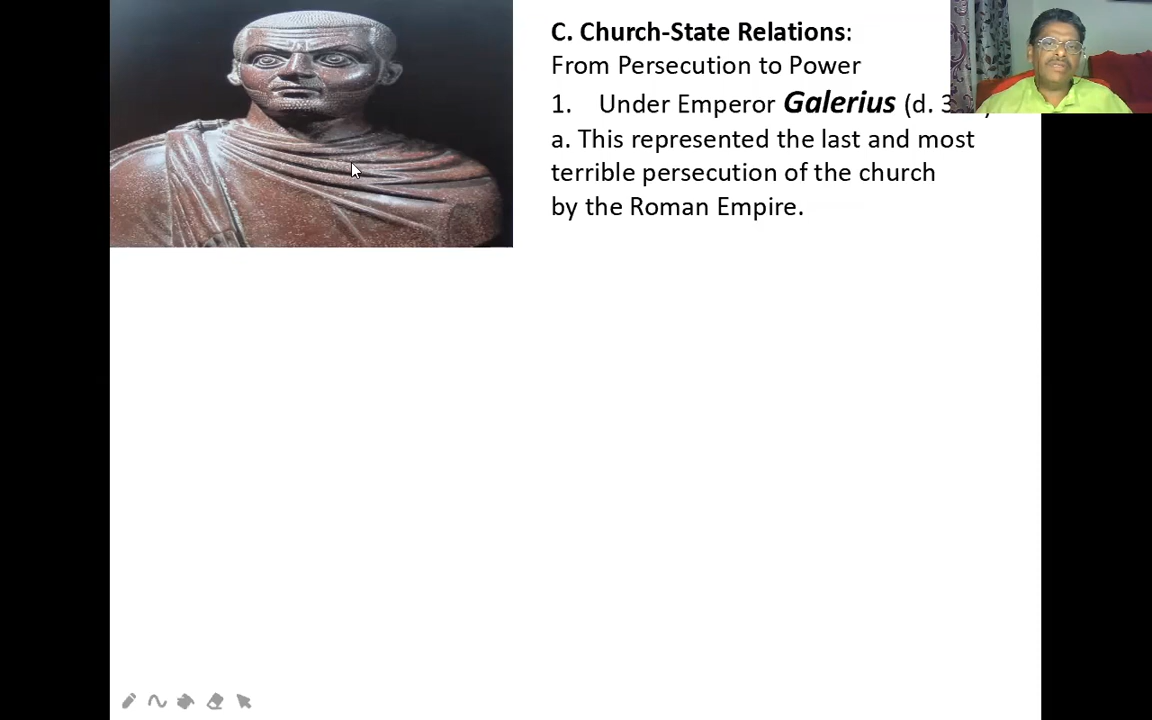 C. Church-State Relations:
From Persecution to Power
1. Under Emperor Galerius (d. 3
a. This represented the last and most
terrible persecution of the church
by the Roman Empire.